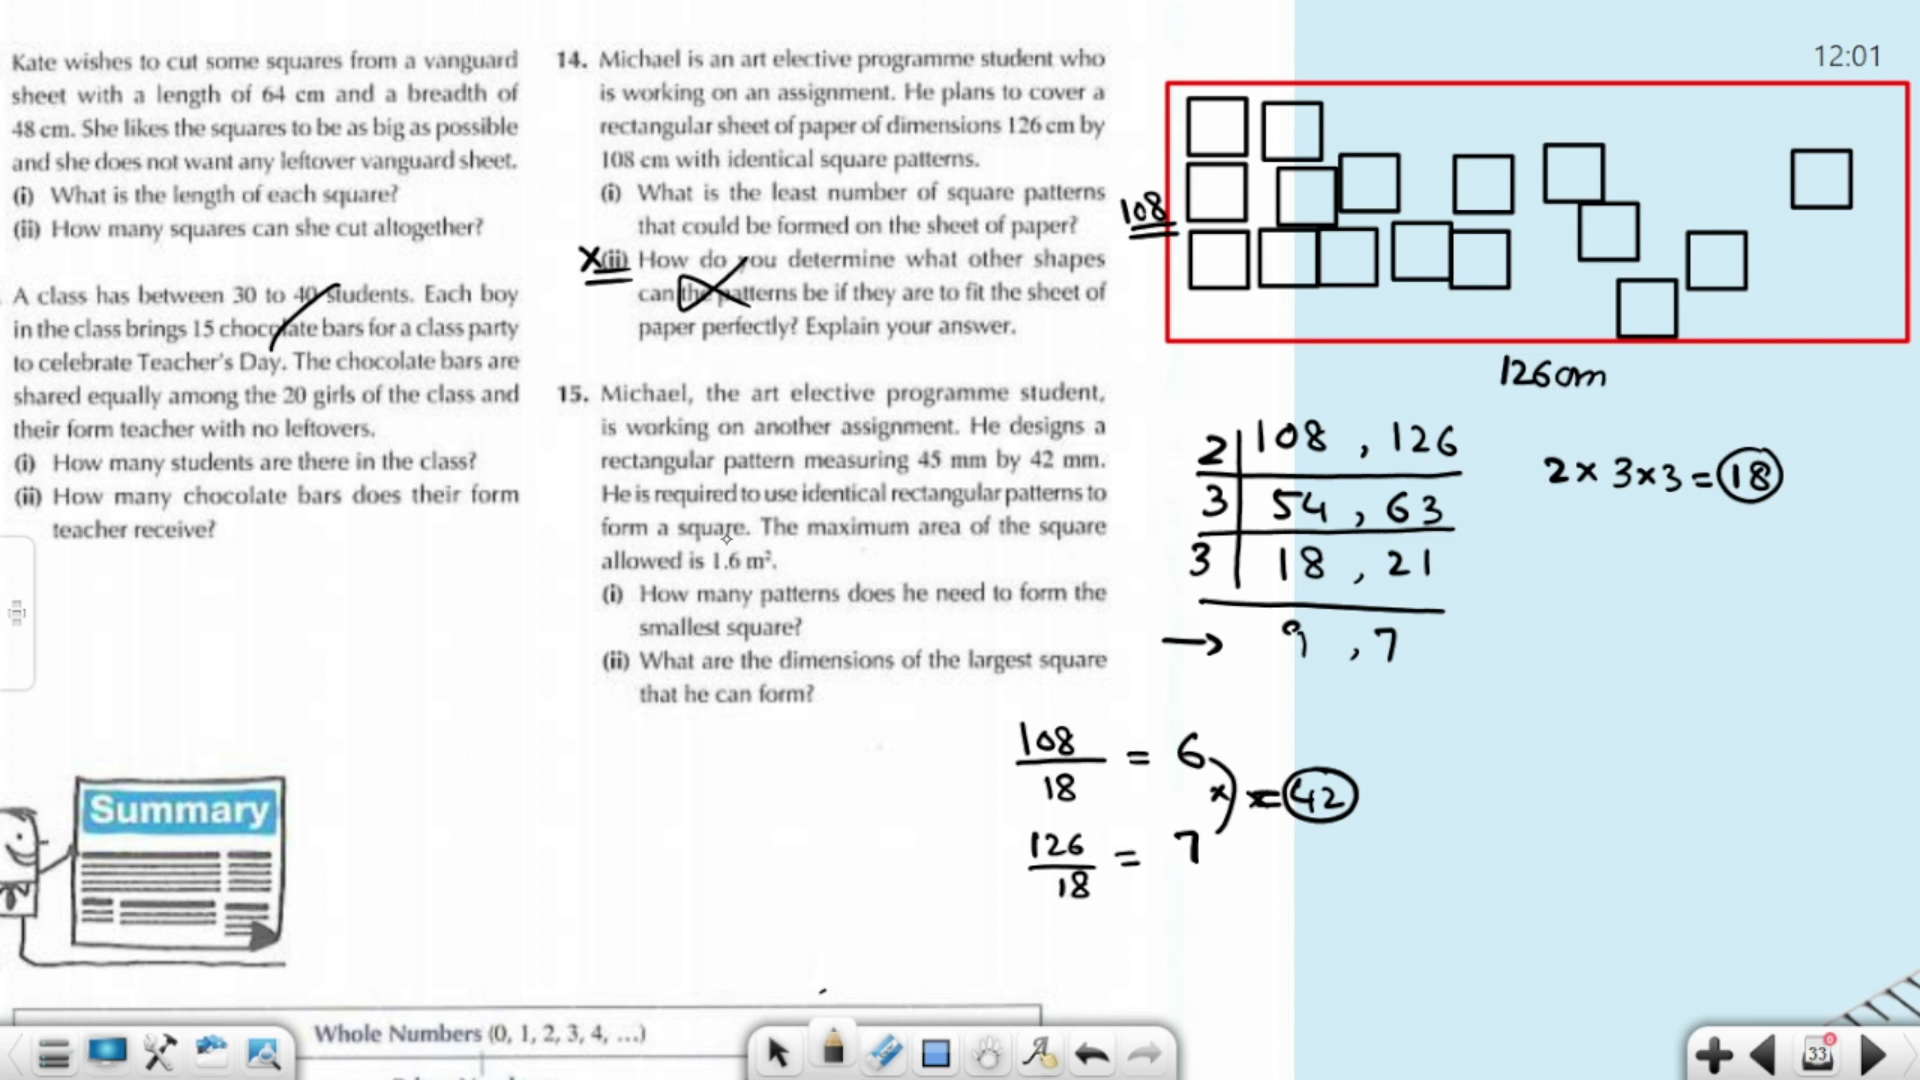 Kate wishes to cut some squares from a vanguard
sheet with a length of 64 cm and a breadth of
48 cm. She likes the squares to be as big as possible
and she does not want any leftover vanguard sheet.
(i) What is the length of each square?
(ii) How many squares can she cut altogether?
A class has between 30 to 40 students. Each boy
in the class brings 15 chocolate bars for a class party
to celebrate Teacher's Day. The chocolate bars are
shared equally among the 20 girls of the class and
their form teacher with no leftovers.
(i) How many students are there in the class?
(ii) How many chocolate bars does their form
teacher receive?
Summary
14. Michael is an art elective programme student who
is working on an assignment. He plans to cover a
rectangular sheet of paper of dimensions 126 cm by
108 cm with identical square patterns.
(i) What is the least number of square patterns
that could be formed on the sheet of paper?
x(ii) How do you determine what other shapes
can the patterns be if they are to fit the sheet of
paper perfectly? Explain your answer.
15. Michael, the art elective programme student,
is working on another assignment. He designs a
rectangular pattern measuring 45 mm by 42 mm.
He is required to use identical rectangular patterns to
form a square. The maximum area of the square
allowed is 1.6 m².
(i) How many patterns does he need to form the
smallest square?
(ii) What are the dimensions of the largest square
that he can form?
12:01
108
126cm
2 | 108 , 126
3 | 54 , 63
3 | 18 , 21
→ , 7
2 × 3 × 3 = 18
108
18
= 6
× = 42
126
18
= 7
Whole Numbers (0, 1, 2, 3, 4, …)
33
0